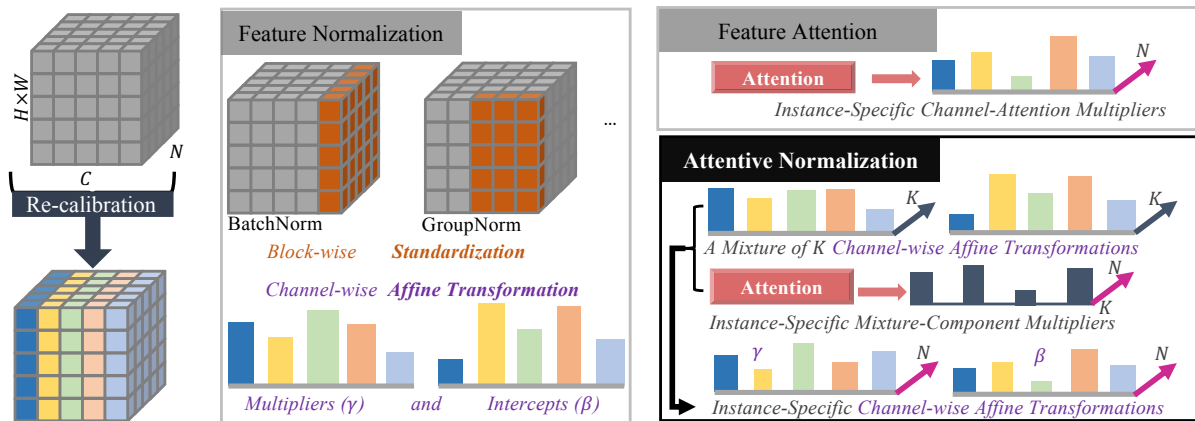 H×W
N
C
Re-calibration
Feature Normalization
...
BatchNorm
GroupNorm
Block-wise Standardization
Channel-wise Affine Transformation
Multipliers (γ) and Intercepts (β)
Feature Attention
Attention
N
Instance-Specific Channel-Attention Multipliers
Attentive Normalization
K
K
A Mixture of K Channel-wise Affine Transformations
Attention
N
K
Instance-Specific Mixture-Component Multipliers
γ
N
β
N
Instance-Specific Channel-wise Affine Transformations